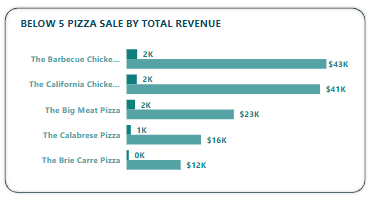 BELOW 5 PIZZA SALE BY TOTAL REVENUE
The Barbecue Chicke... 2K $43K
The California Chicke... 2K $41K
The Big Meat Pizza 2K $23K
The Calabrese Pizza 1K $16K
The Brie Carre Pizza 0K $12K